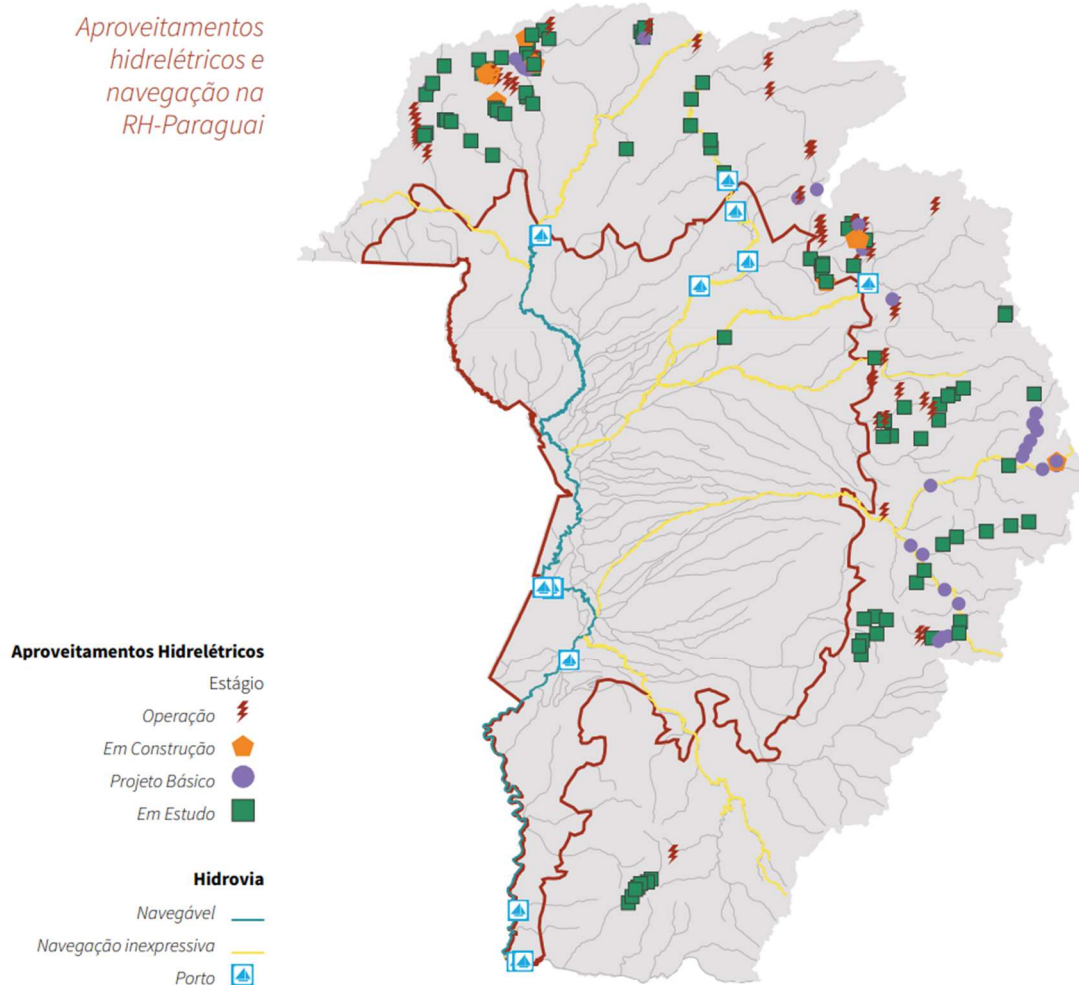 Aproveitamentos
hidrelétricos e
navegação na
RH-Paraguai
Aproveitamentos Hidrelétricos
Estágio
Operação
Em Construção
Projeto Básico
Em Estudo
Hidrovia
Navegável
Navegação inexpressiva
Porto